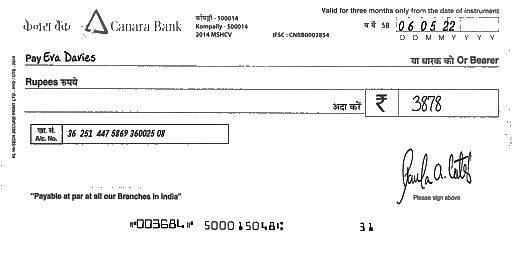 केनरा बैंक Canara Bank
कोंपल्ली - 500014
Kompally - 500014
2014 MSHCV
IFSC : CNRB0002854
Valid for three months only from the date of instrument
SB 06 05 22
D D M M Y Y Y Y
Pay Eva Davies या धारक को Or Bearer
Rupees रुपये
अदा करें ₹ 3878
खा. सं.
A/c. No. 36 251 447 5869 360025 08
Paula A. Cates
Please sign above
"Payable at par at all our Branches in India"
⑈003684⑈ 500015048⑆ 31